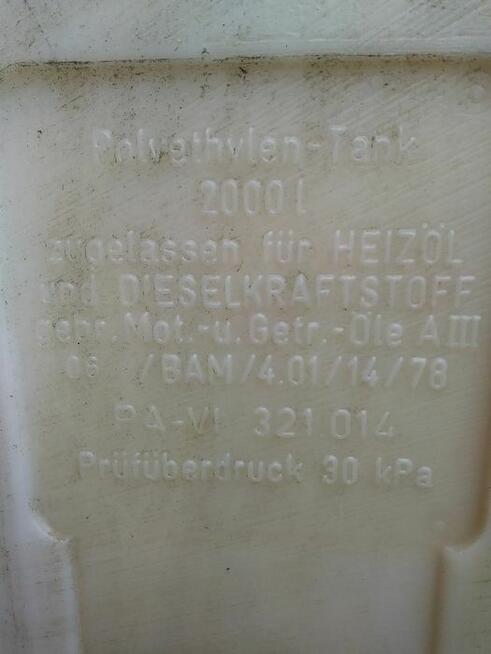 Polyethylen-Tank
2000 l
zugelassen für HEIZÖL
und DIESELKRAFTSTOFF
gebr. Mot.-u. Getr.-Öle A III
06 /BAM/4.01/14/78
PA-VI 321.014
Prüfüberdruck 30 kPa